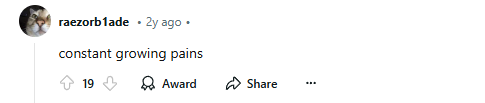 raezorb1ade • 2y ago •
constant growing pains
19 Award Share ...